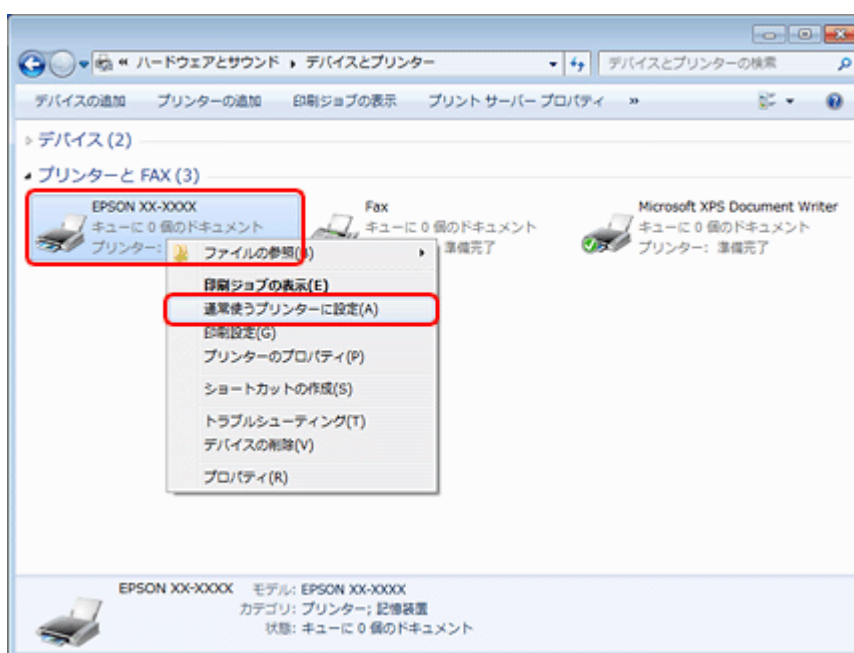 « ハードウェアとサウンド ▸ デバイスとプリンター
デバイスとプリンターの検索
デバイスの追加 プリンターの追加 印刷ジョブの表示 プリント サーバー プロパティ »
デバイス (2)
プリンターと FAX (3)
EPSON XX-XXXX
キューに 0 個のドキュメント
プリンター:
Fax
キューに 0 個のドキュメント
準備完了
Microsoft XPS Document Writer
キューに 0 個のドキュメント
プリンター: 準備完了
ファイルの参照(B)
印刷ジョブの表示(E)
通常使うプリンターに設定(A)
印刷設定(G)
プリンターのプロパティ(P)
ショートカットの作成(S)
トラブルシューティング(T)
デバイスの削除(V)
プロパティ(R)
EPSON XX-XXXX モデル: EPSON XX-XXXX
カテゴリ: プリンター; 記憶装置
状態: キューに 0 個のドキュメント